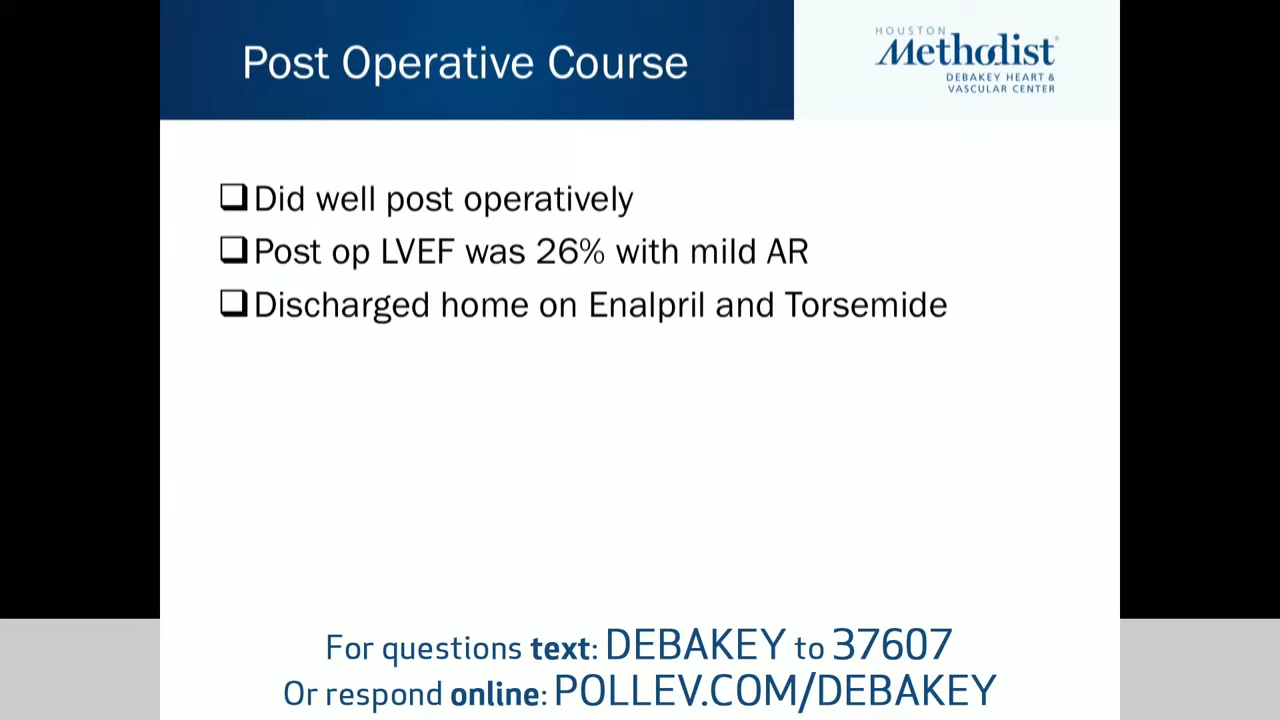 Post Operative Course
HOUSTON
Methodist®
DEBAKEY HEART &
VASCULAR CENTER
Did well post operatively
Post op LVEF was 26% with mild AR
Discharged home on Enalpril and Torsemide
For questions text: DEBAKEY to 37607
Or respond online: POLLEV.COM/DEBAKEY